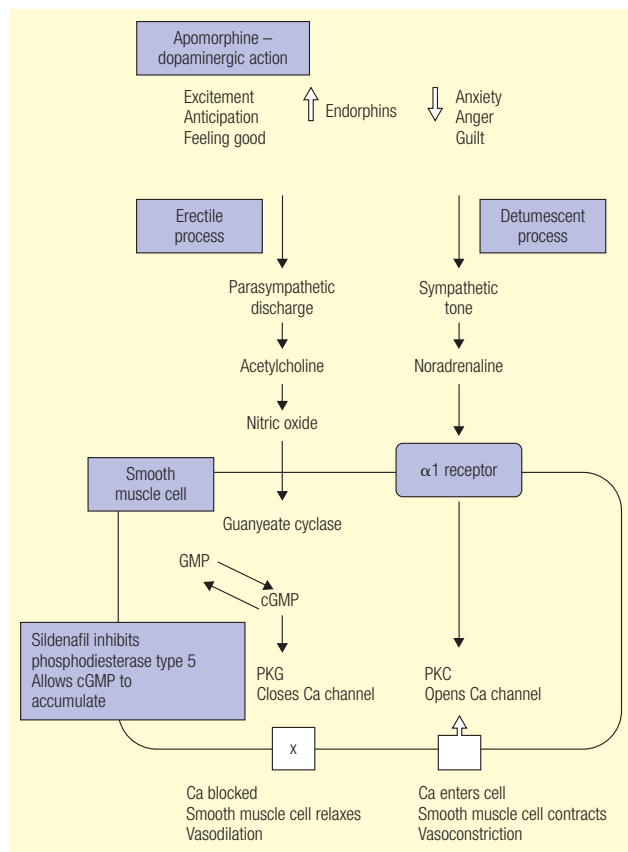 Apomorphine –
dopaminergic action
Excitement
Anticipation
Feeling good
Endorphins
Anxiety
Anger
Guilt
Erectile
process
Detumescent
process
Parasympathetic
discharge
Sympathetic
tone
Acetylcholine
Noradrenaline
Nitric oxide
Smooth
muscle cell
α1 receptor
Guanyeate cyclase
GMP
cGMP
Sildenafil inhibits
phosphodiesterase type 5
Allows cGMP to
accumulate
PKG
Closes Ca channel
PKC
Opens Ca channel
x
Ca blocked
Smooth muscle cell relaxes
Vasodilation
Ca enters cell
Smooth muscle cell contracts
Vasoconstriction